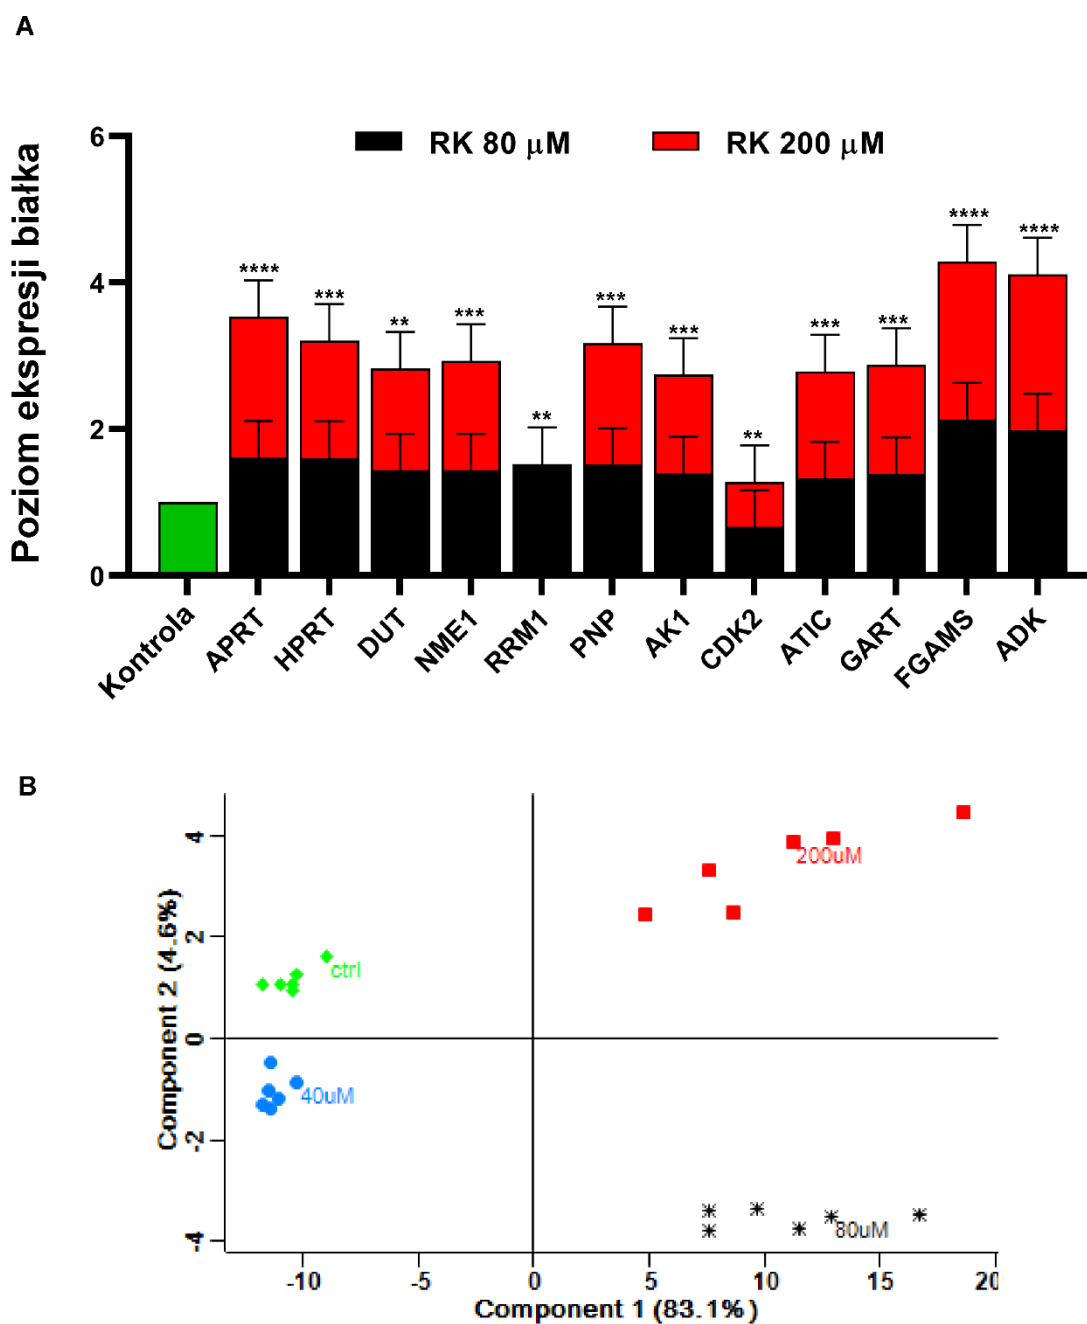 A
RK 80 μM
RK 200 μM
Poziom ekspresji białka
6
4
2
0
****
***
**
***
**
***
***
**
***
***
****
****
Kontrola
APRT
HPRT
DUT
NME1
RRM1
PNP
AK1
CDK2
ATIC
GART
FGAMS
ADK
B
Component 2 (4.6%)
4
2
0
-2
-4
200uM
ctrl
40uM
80uM
-10
-5
0
5
10
15
20
Component 1 (83.1%)